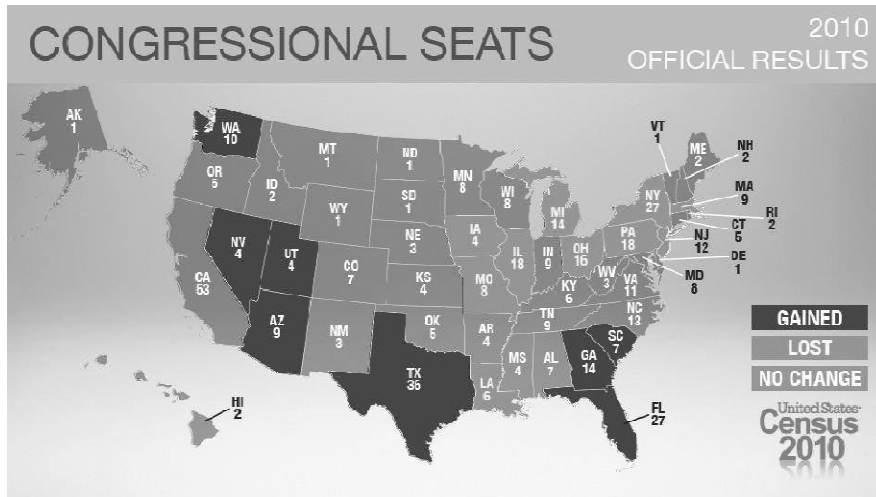 CONGRESSIONAL SEATS
2010
OFFICIAL RESULTS
AK
1
WA
10
OR
5
CA
53
NV
4
ID
2
MT
1
WY
1
UT
4
AZ
9
CO
7
NM
3
ND
1
SD
1
NE
3
KS
4
OK
5
TX
36
MN
8
IA
4
MO
8
AR
4
LA
6
WI
8
IL
18
MI
14
IN
9
OH
16
KY
6
TN
9
MS
4
AL
7
GA
14
FL
27
SC
7
NC
13
VA
11
WV
3
PA
18
NY
27
VT
1
ME
2
NH
2
MA
9
RI
2
CT
5
NJ
12
DE
1
MD
8
HI
2
GAINED
LOST
NO CHANGE
United States
Census
2010